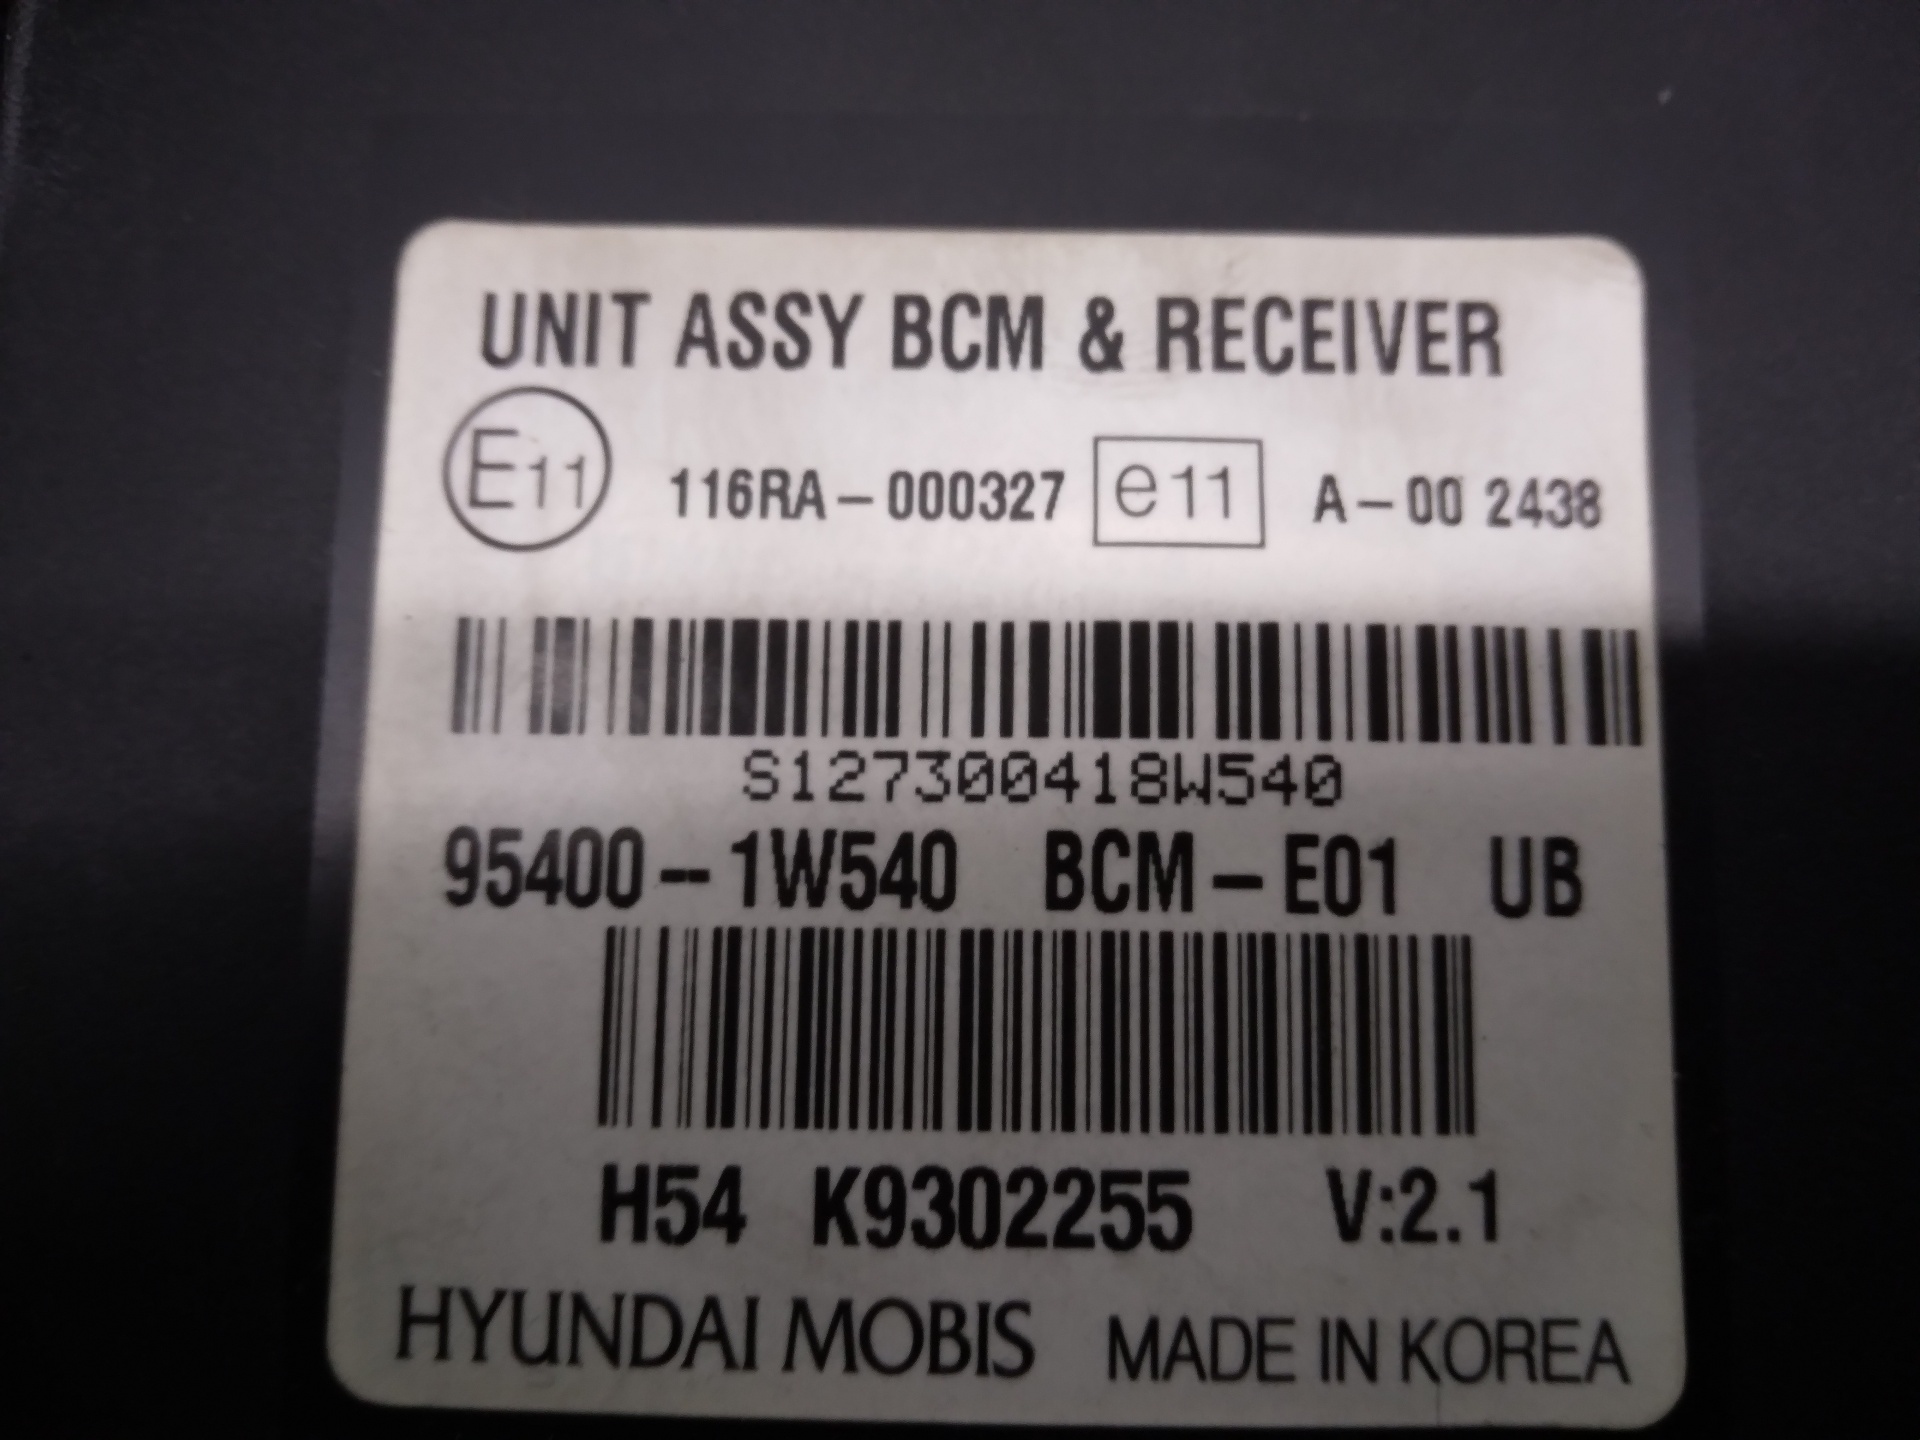 UNIT ASSY BCM & RECEIVER
E11 116RA-000327 e11 A-00 2438
S127300418W540
95400-1W540 BCM-E01 UB
H54 K9302255 V:2.1
HYUNDAI MOBIS MADE IN KOREA